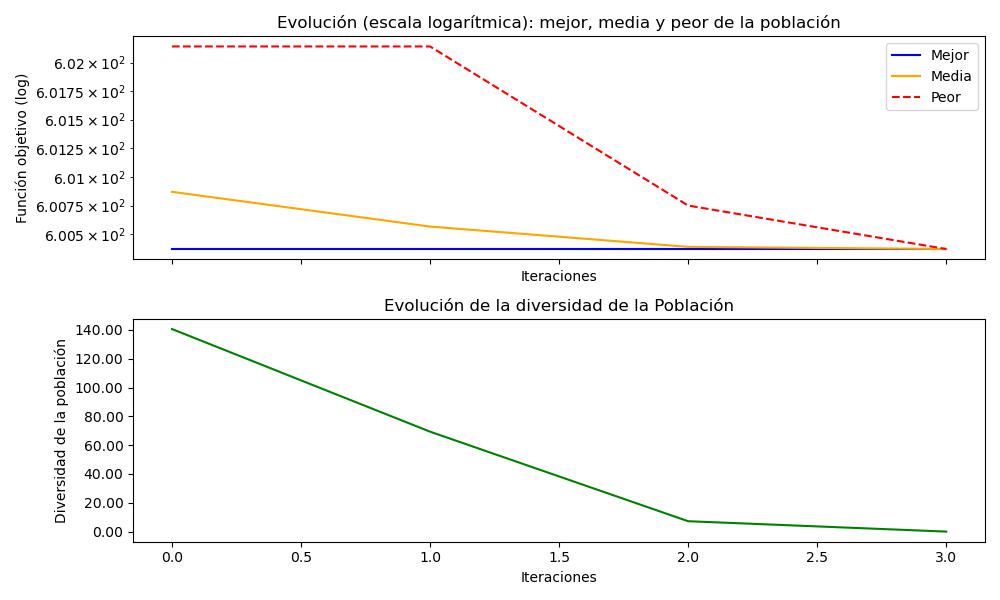 Evolución (escala logarítmica): mejor, media y peor de la población
Función objetivo (log)
6.02 × 10²
6.0175 × 10²
6.015 × 10²
6.0125 × 10²
6.01 × 10²
6.0075 × 10²
6.005 × 10²
Mejor
Media
Peor
Iteraciones
Evolución de la diversidad de la Población
Diversidad de la población
140.00
120.00
100.00
80.00
60.00
40.00
20.00
0.00
0.0 0.5 1.0 1.5 2.0 2.5 3.0
Iteraciones